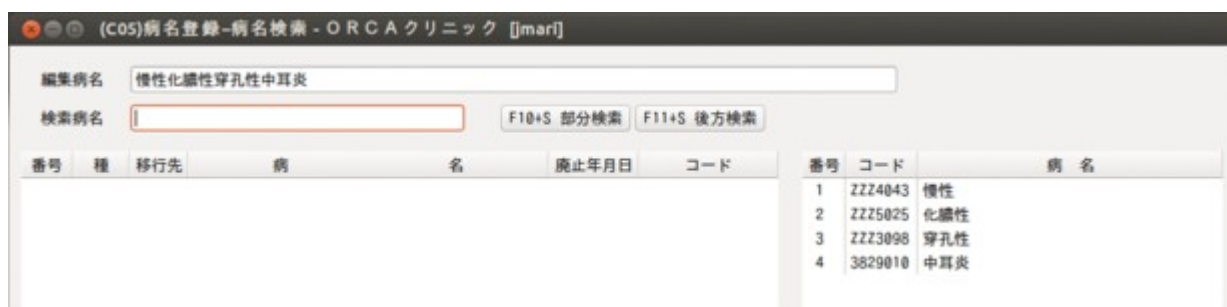 (C05)病名登録–病名検索 - ORCAクリニック [jmari]
編集病名 慢性化膿性穿孔性中耳炎
検索病名 F10+S 部分検索 F11+S 後方検索
番号 種 移行先 病 名 廃止年月日 コード 番号 コード 病 名
1 ZZZ4043 慢性
2 ZZZ5025 化膿性
3 ZZZ3098 穿孔性
4 3829010 中耳炎